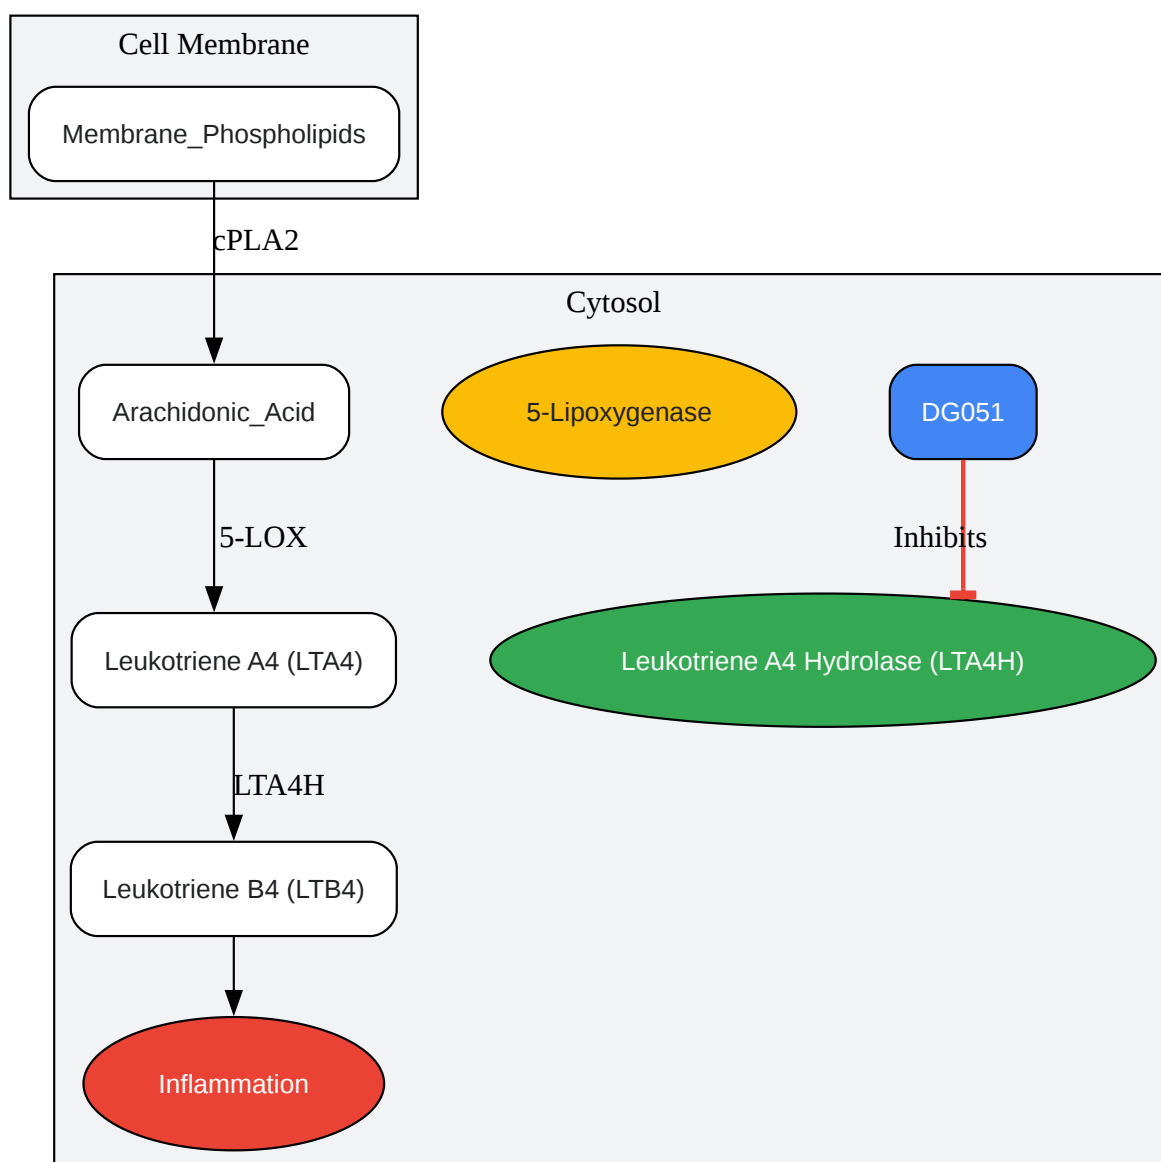 Cell Membrane
Membrane_Phospholipids
cPLA2
Cytosol
Arachidonic_Acid
5-Lipoxygenase
DG051
5-LOX
Inhibits
Leukotriene A4 (LTA4)
Leukotriene A4 Hydrolase (LTA4H)
LTA4H
Leukotriene B4 (LTB4)
Inflammation